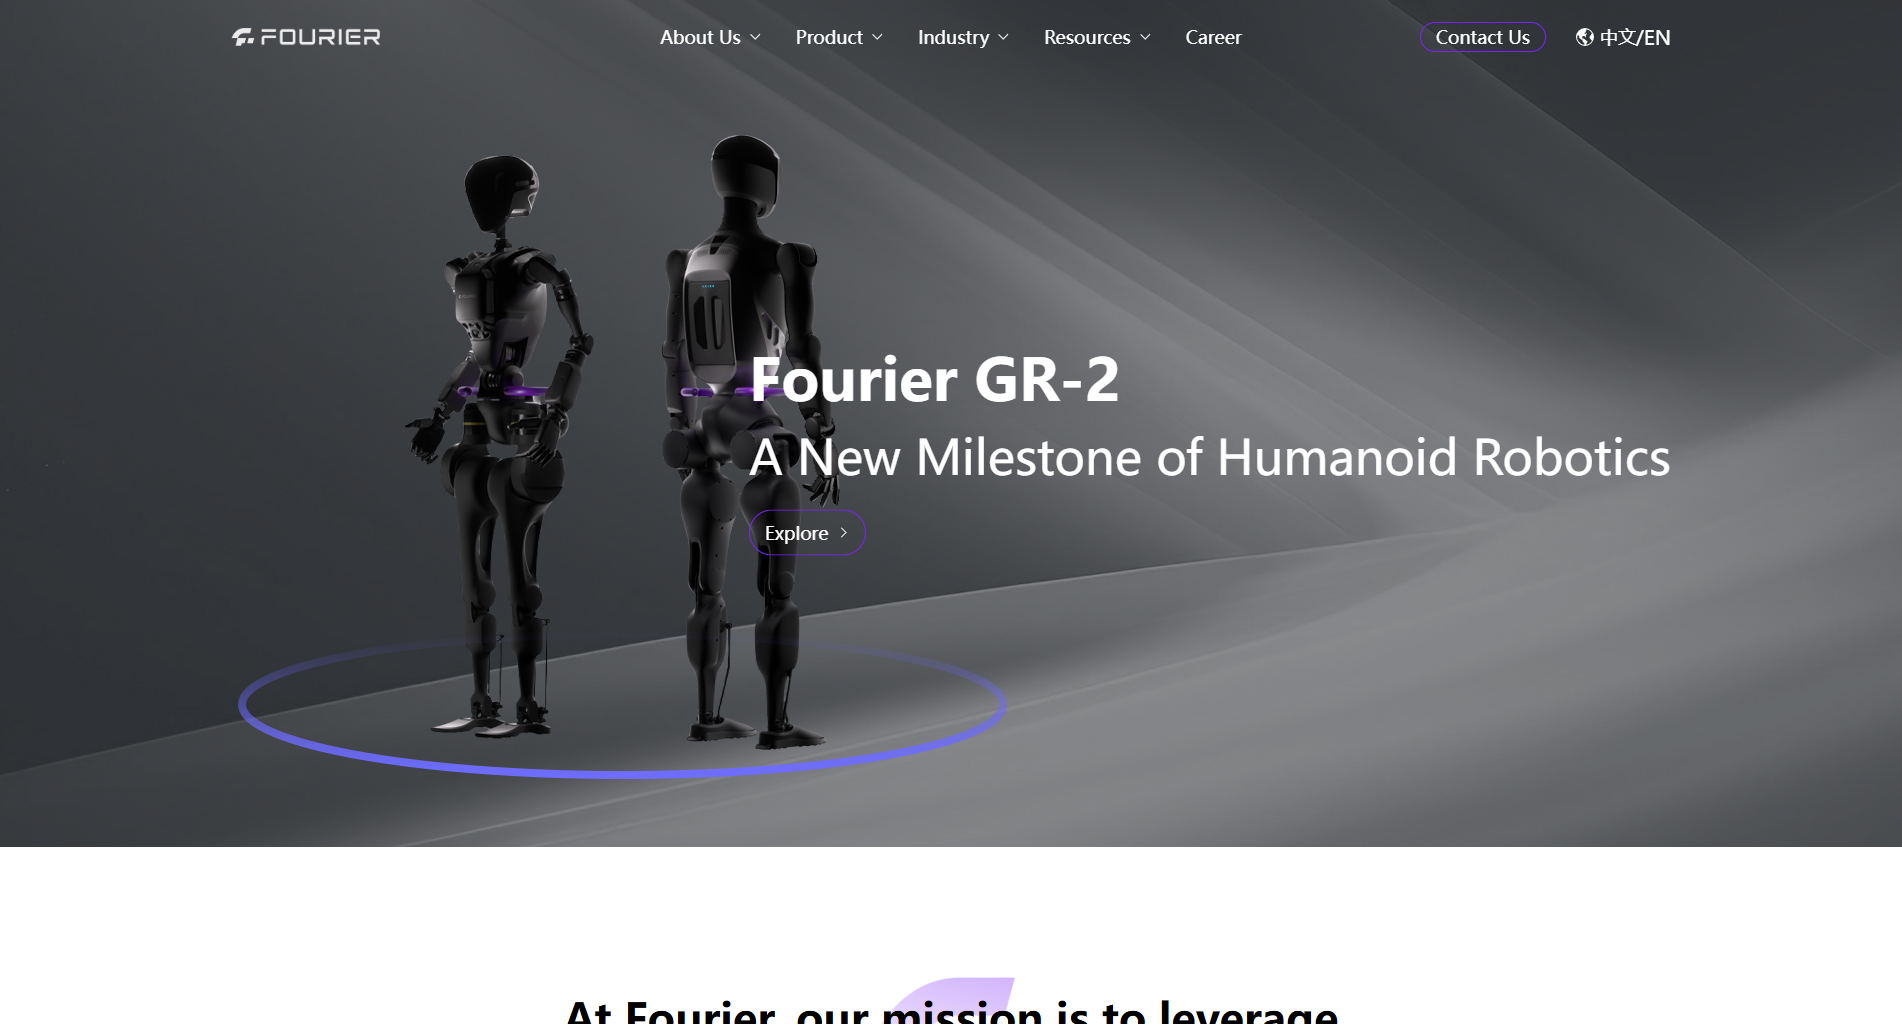 FOURIER
About Us
Product
Industry
Resources
Career
Contact Us
中文/EN
Fourier GR-2
A New Milestone of Humanoid Robotics
Explore
At Fourier, our mission is to leverage